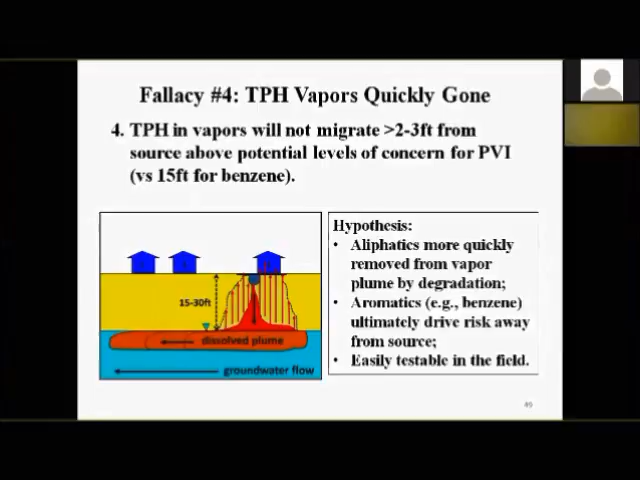 Fallacy #4: TPH Vapors Quickly Gone
4. TPH in vapors will not migrate >2-3ft from
source above potential levels of concern for PVI
(vs 15ft for benzene).
15-30ft
dissolved plume
groundwater flow
Hypothesis:
• Aliphatics more quickly
removed from vapor
plume by degradation;
• Aromatics (e.g., benzene)
ultimately drive risk away
from source;
• Easily testable in the field.
49